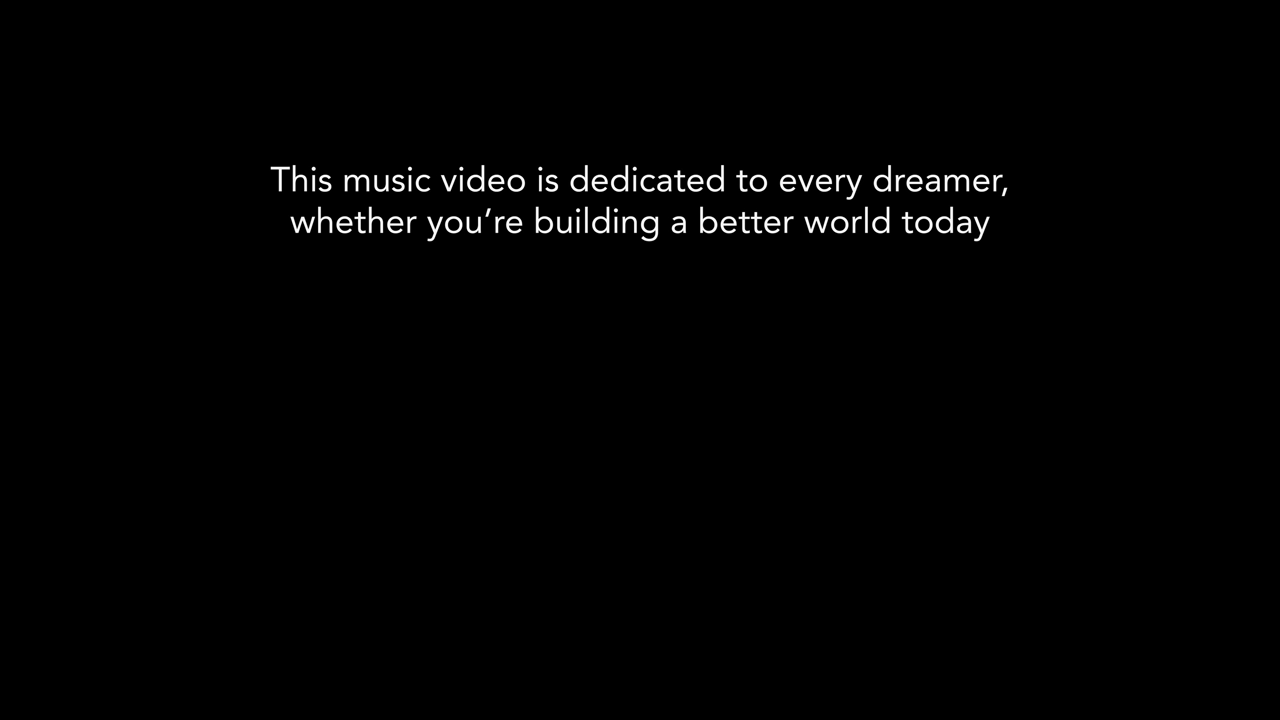 This music video is dedicated to every dreamer,
whether you’re building a better world today